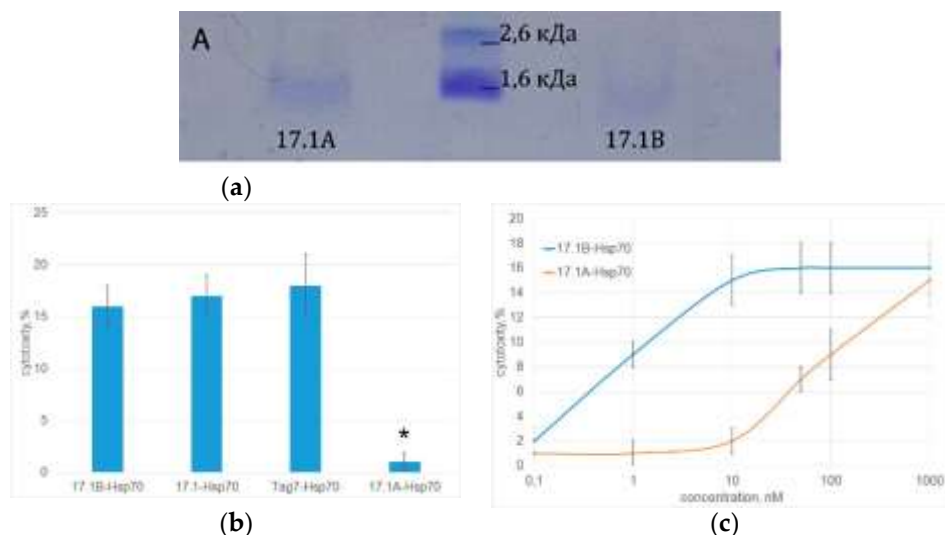 A
2,6 кДа
1,6 кДа
17.1A
17.1B
(a)
25
20
15
10
5
0
cytotoxity,%
17 1B-Hsp70
17.1-Hsp70
Tag7-Hsp70
17.1A-Hsp70
*
(b)
20
18
16
14
12
10
8
6
4
2
0
cytotoxity,%
17.1B-Hsp70
17 1A-Hsp70
0,1
1
10
100
1000
concentration, nM
(c)